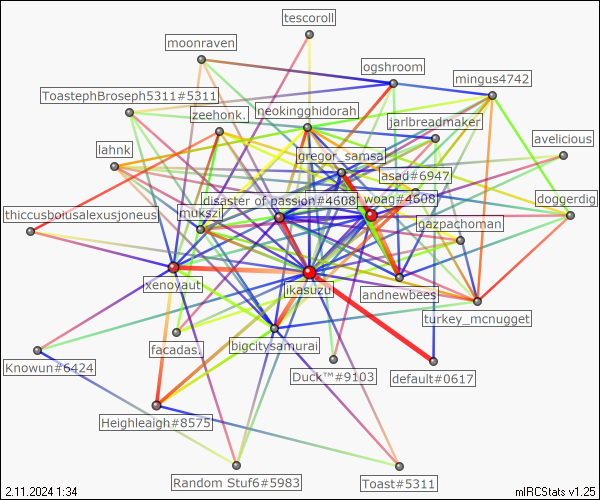 tescoroll
moonraven
ogshroom
mingus4742
ToastephBroseph5311#5311
zeehonk.
neokingghidorah
jarlbreadmaker
avelicious
lahnk
gregor_samsa
asad#6947
doggerdig
disaster of passion#4608
woag#4608
thiccusboiusalexusjoneus
mukszi
gazpachoman
xenoyaut
ikasuzu
andnewbees
turkey_mcnugget
facadas.
bigcitysamurai
Knowun#6424
Duck™#9103
default#0617
Heighleaigh#8575
Random Stuf6#5983
Toast#5311
2.11.2024 1:34
mIRCStats v1.25